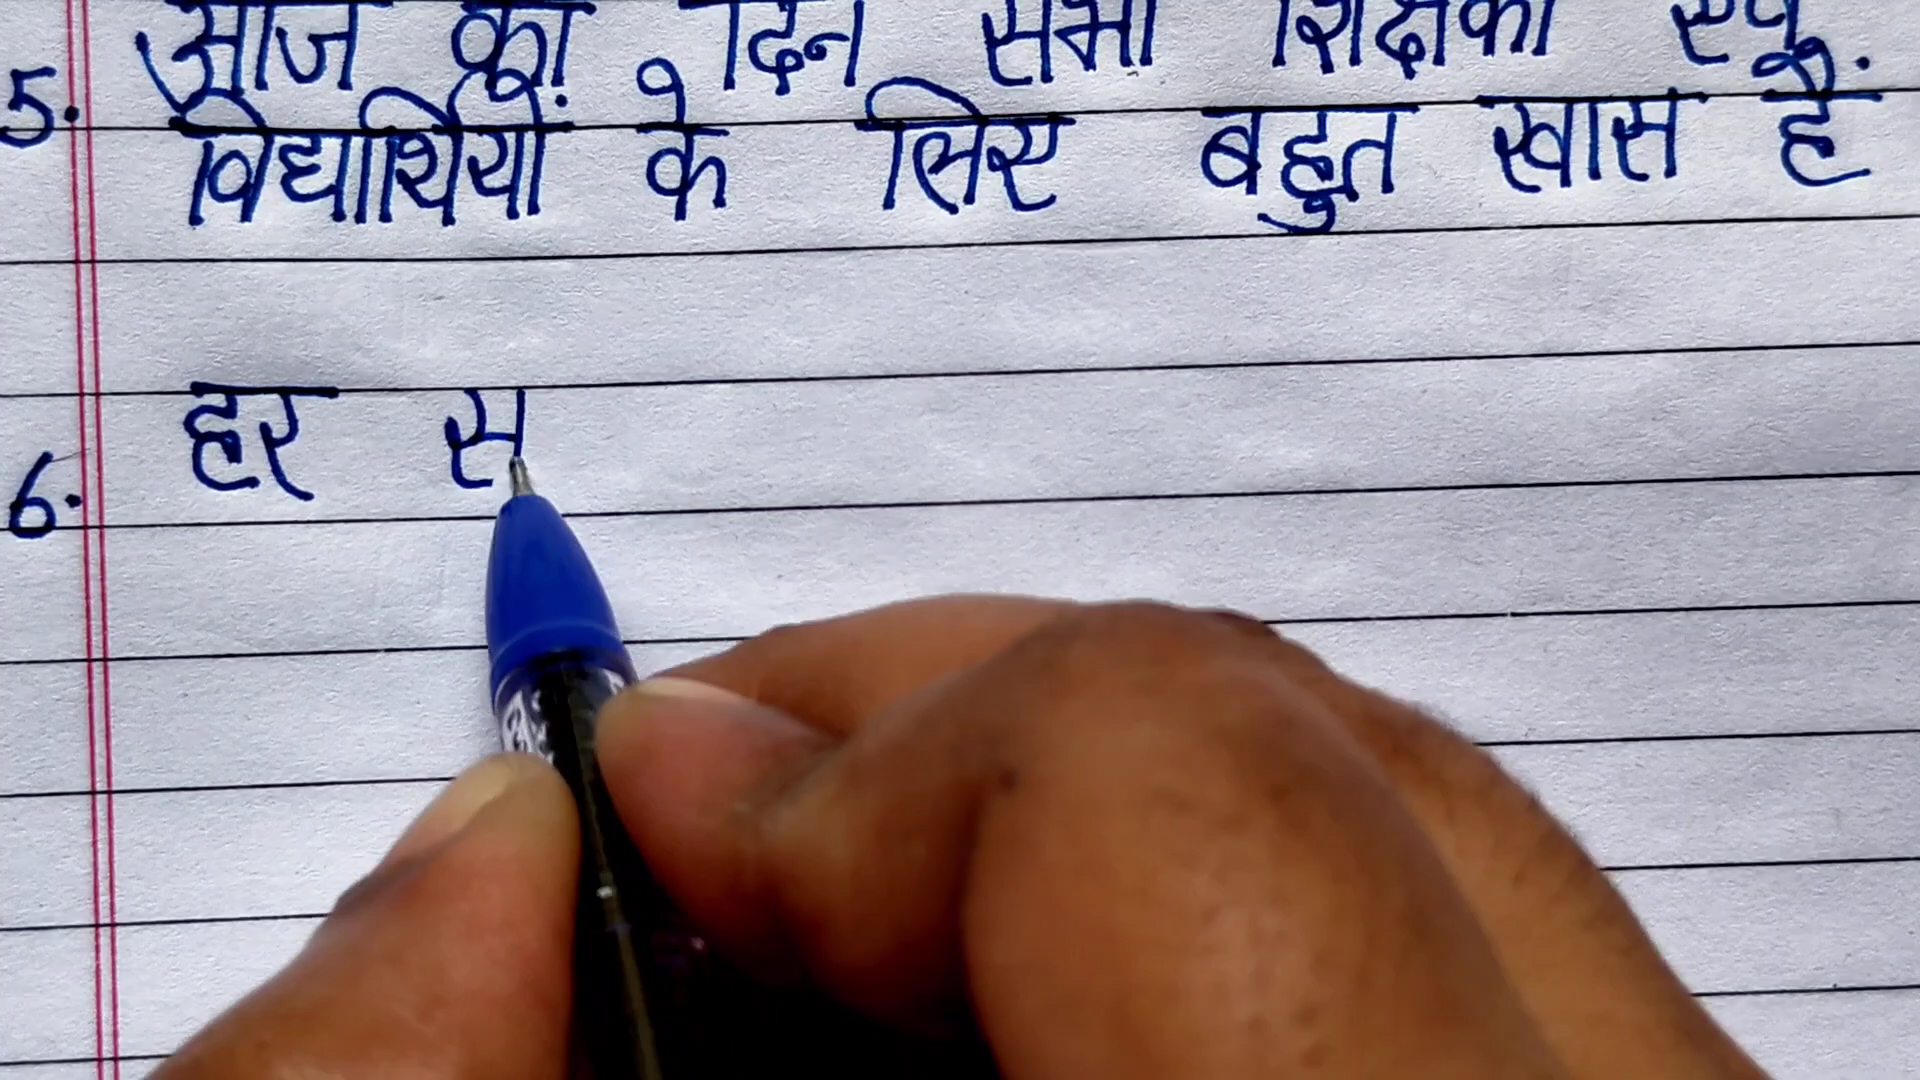 5. आज का दिन सभी शिक्षकों एवं
विद्यार्थियों के लिए बहुत खास है.
6. हर स